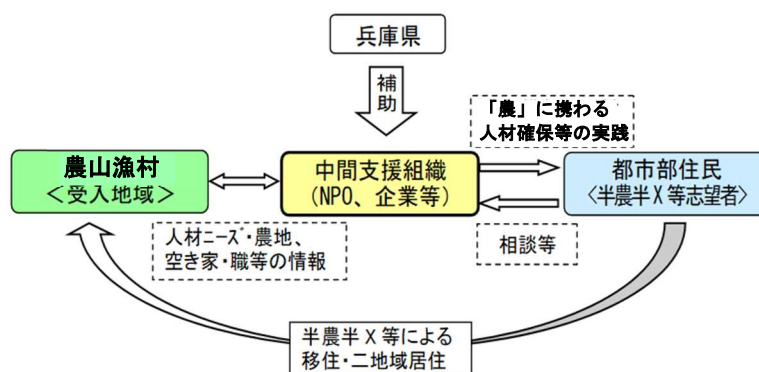 兵庫県
補助
「農」に携わる
人材確保等の実践
農山漁村
＜受入地域＞
中間支援組織
(NPO、企業等)
都市部住民
〈半農半X等志望者〉
人材ニーズ・農地、
空き家・職等の情報
相談等
半農半X等による
移住・二地域居住